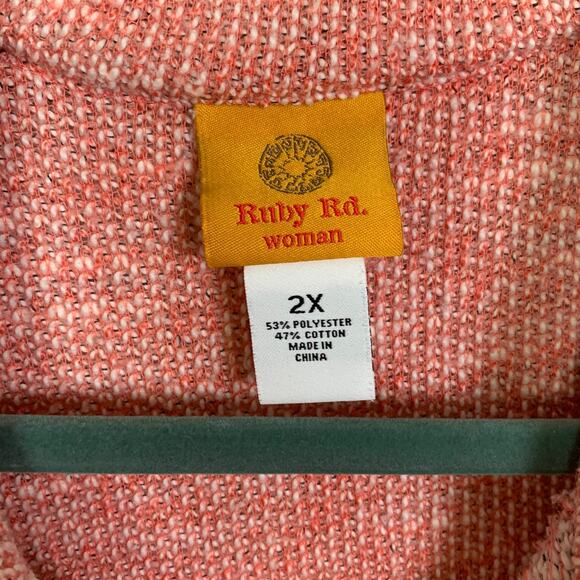 Ruby Rd.
woman
2X
53% POLYESTER
47% COTTON
MADE IN
CHINA